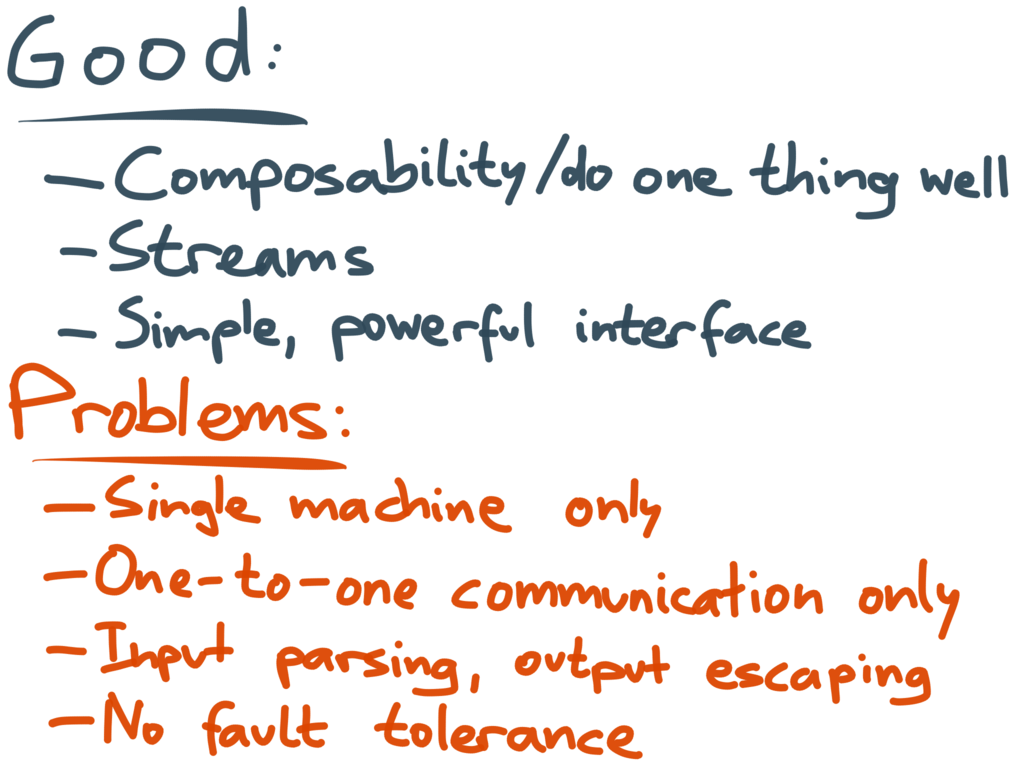 Good:
– Composability/do one thing well
– Streams
– Simple, powerful interface
Problems:
– Single machine only
– One-to-one communication only
– Input parsing, output escaping
– No fault tolerance